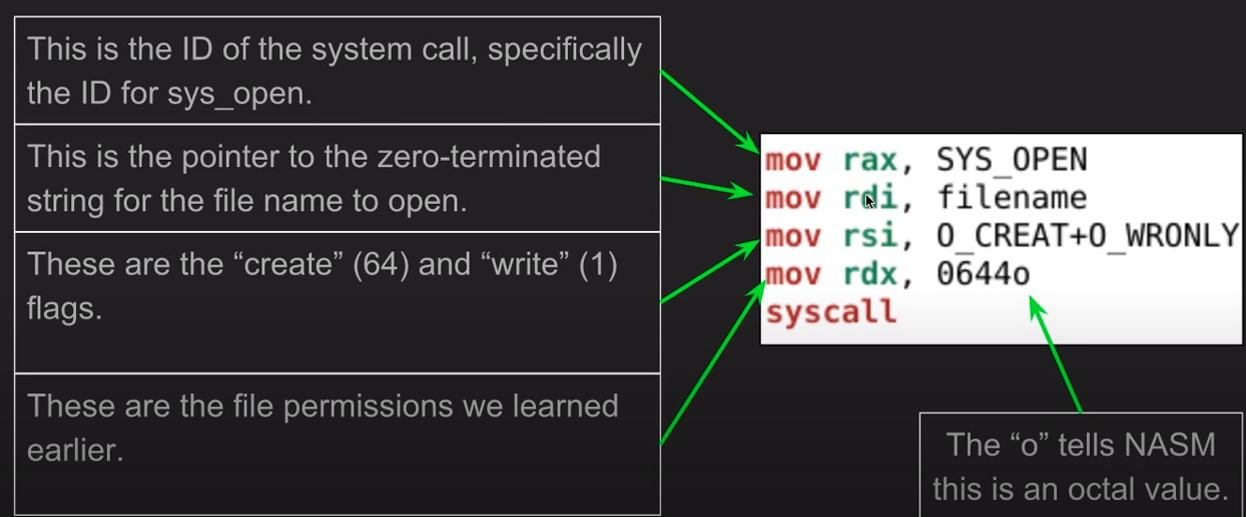 This is the ID of the system call, specifically
the ID for sys_open.
This is the pointer to the zero-terminated
string for the file name to open.
These are the “create” (64) and “write” (1)
flags.
These are the file permissions we learned
earlier.
mov rax, SYS_OPEN
mov rdi, filename
mov rsi, O_CREAT+O_WRONLY
mov rdx, 0644o
syscall
The “o” tells NASM
this is an octal value.